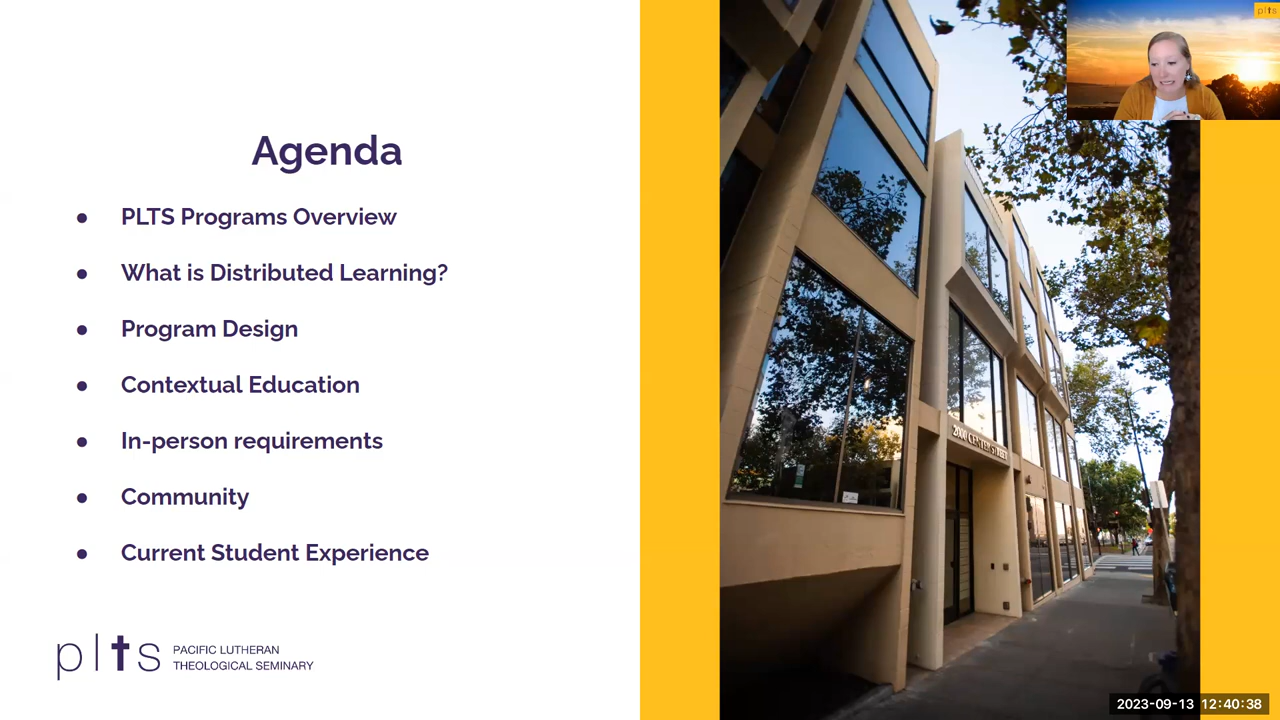 plts
Agenda
• PLTS Programs Overview
• What is Distributed Learning?
• Program Design
• Contextual Education
• In-person requirements
• Community
• Current Student Experience
2000 CENTER STREET
plts
PACIFIC LUTHERAN
THEOLOGICAL SEMINARY
2023-09-13 12:40:38